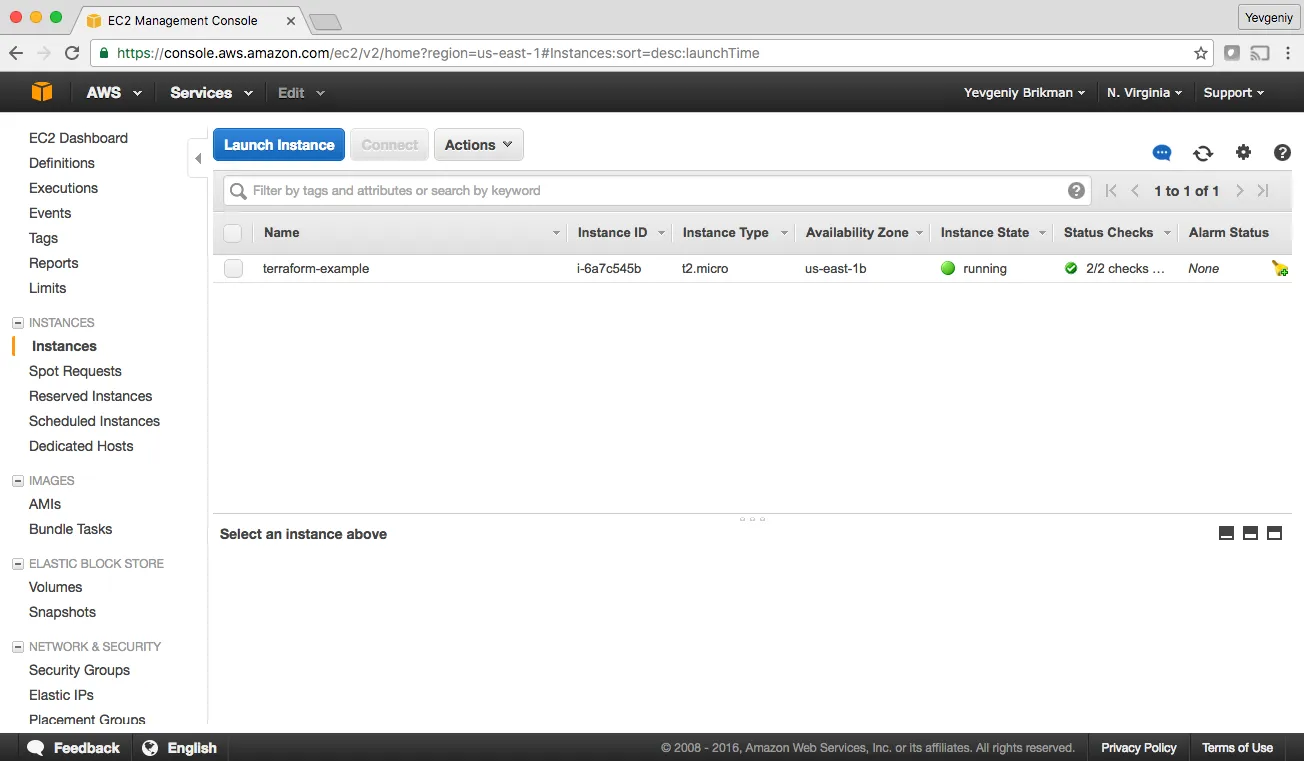 EC2 Management Console
Yevgeniy
https://console.aws.amazon.com/ec2/v2/home?region=us-east-1#Instances:sort=desc:launchTime
AWS Services Edit Yevgeniy Brikman N. Virginia Support
EC2 Dashboard
Definitions
Executions
Events
Tags
Reports
Limits
INSTANCES
Instances
Spot Requests
Reserved Instances
Scheduled Instances
Dedicated Hosts
IMAGES
AMIs
Bundle Tasks
ELASTIC BLOCK STORE
Volumes
Snapshots
NETWORK & SECURITY
Security Groups
Elastic IPs
Placement Groups
Launch Instance Connect Actions
Filter by tags and attributes or search by keyword
1 to 1 of 1
Name Instance ID Instance Type Availability Zone Instance State Status Checks Alarm Status
terraform-example i-6a7c545b t2.micro us-east-1b running 2/2 checks ... None
Select an instance above
Feedback English © 2008 - 2016, Amazon Web Services, Inc. or its affiliates. All rights reserved. Privacy Policy Terms of Use